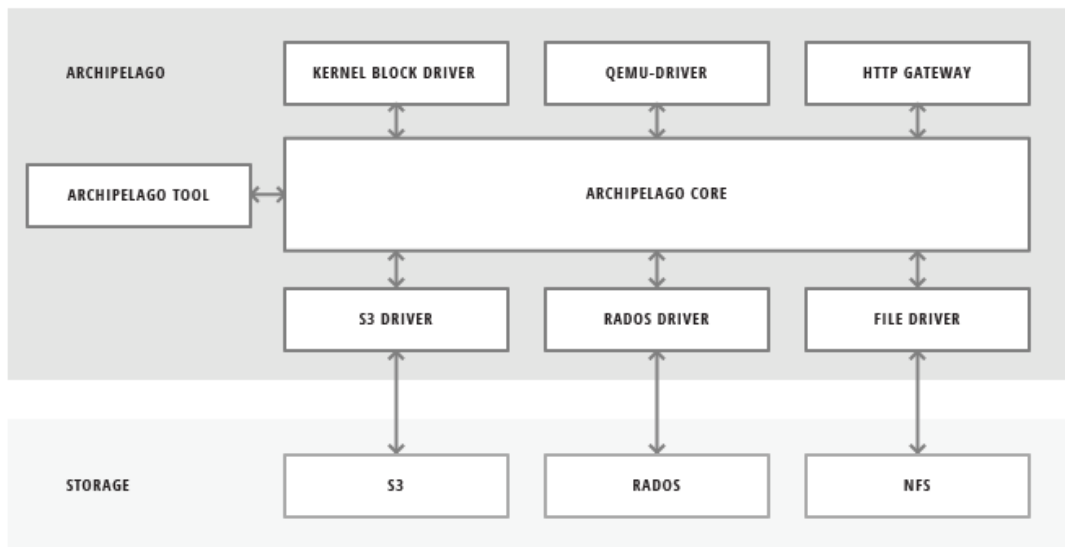 ARCHIPELAGO
KERNEL BLOCK DRIVER
QEMU-DRIVER
HTTP GATEWAY
ARCHIPELAGO TOOL
ARCHIPELAGO CORE
S3 DRIVER
RADOS DRIVER
FILE DRIVER
STORAGE
S3
RADOS
NFS